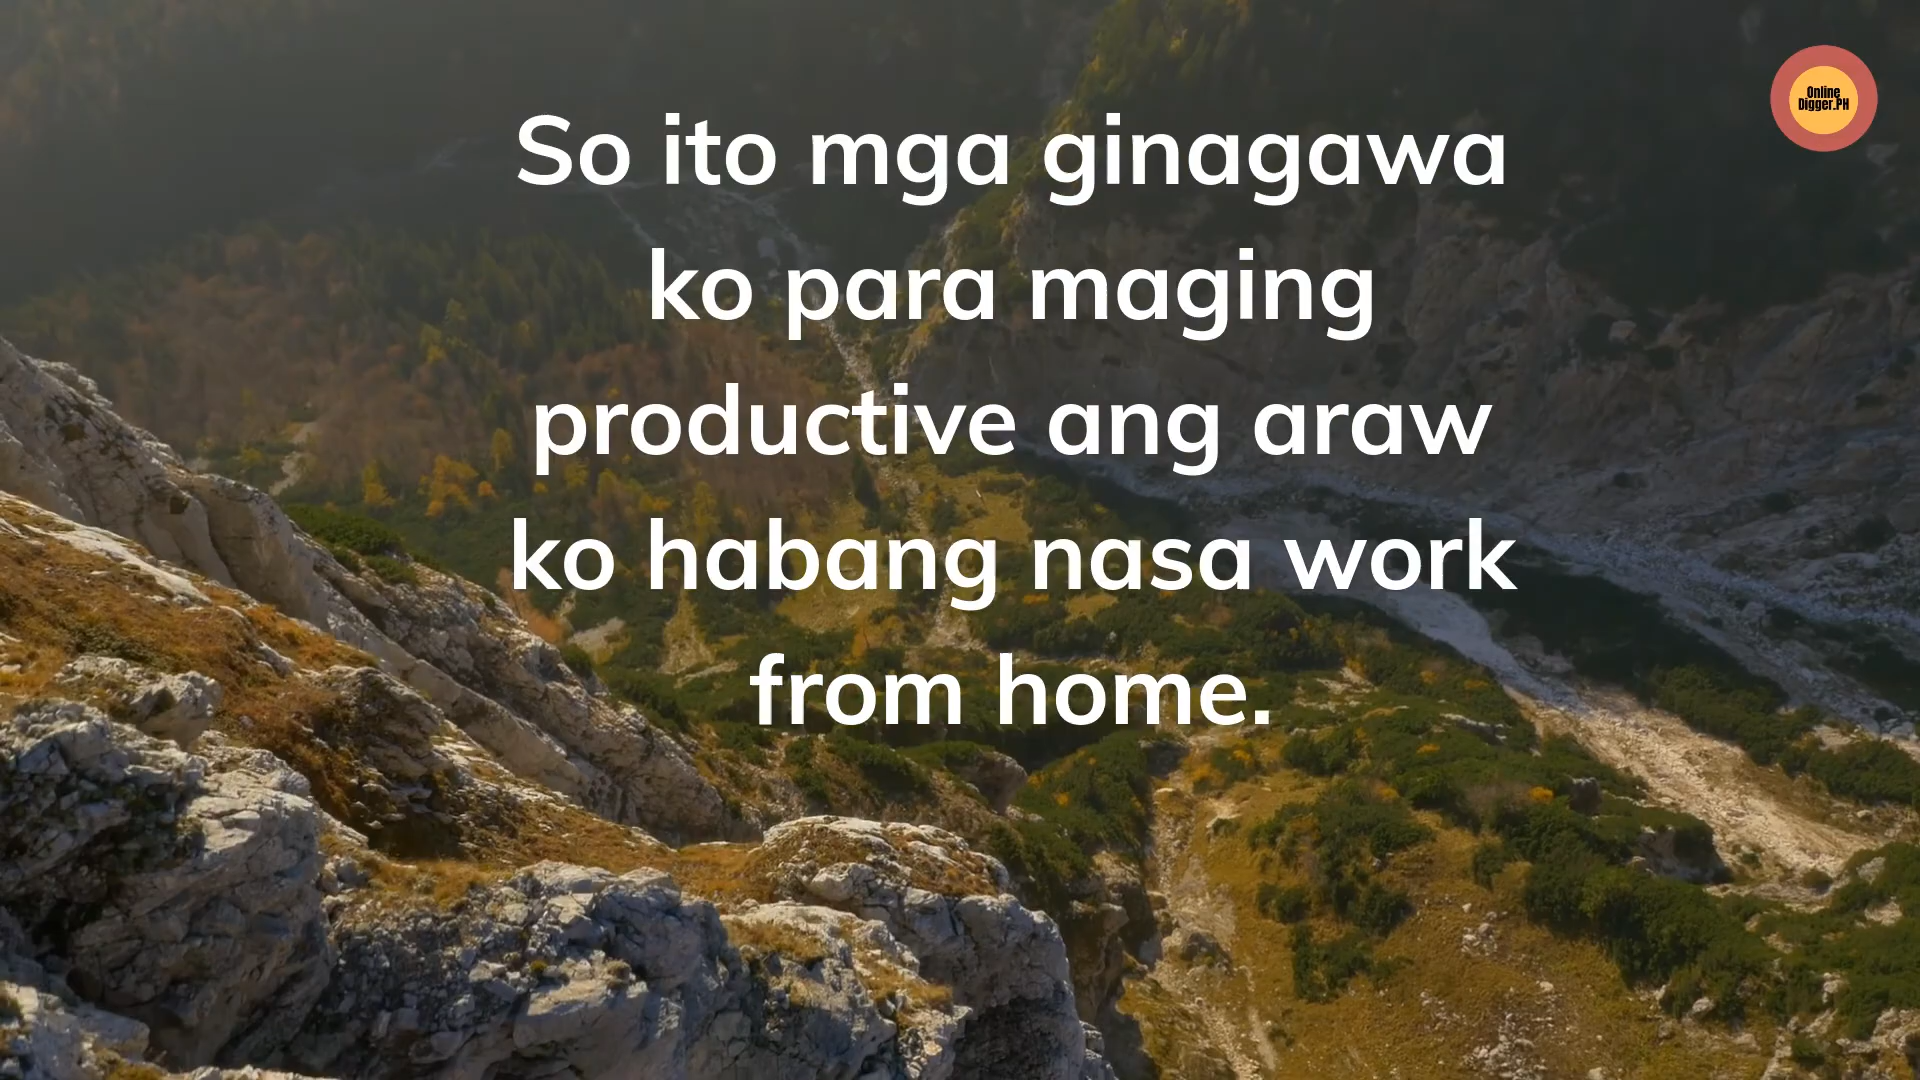 So ito mga ginagawa
ko para maging
productive ang araw
ko habang nasa work
from home.
Online
Digger.PH